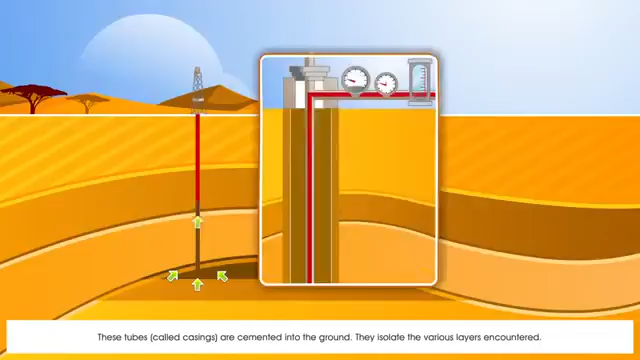 These tubes (called casings) are cemented into the ground. They isolate the various layers encountered.